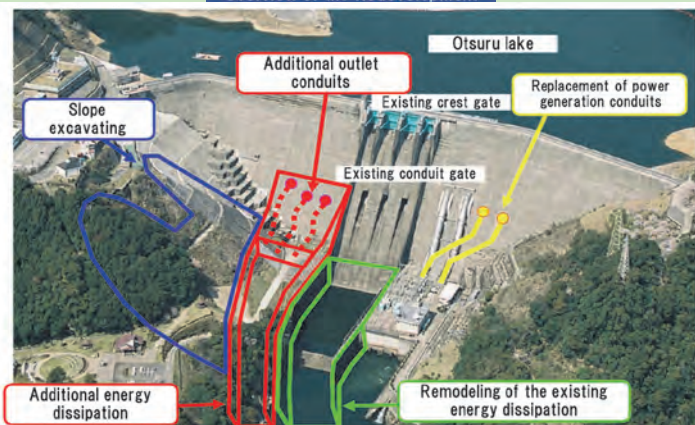 Otsuru lake
Additional outlet
conduits
Replacement of power
generation conduits
Existing crest gate
Slope
excavating
Existing conduit gate
Additional energy
dissipation
Remodeling of the existing
energy dissipation